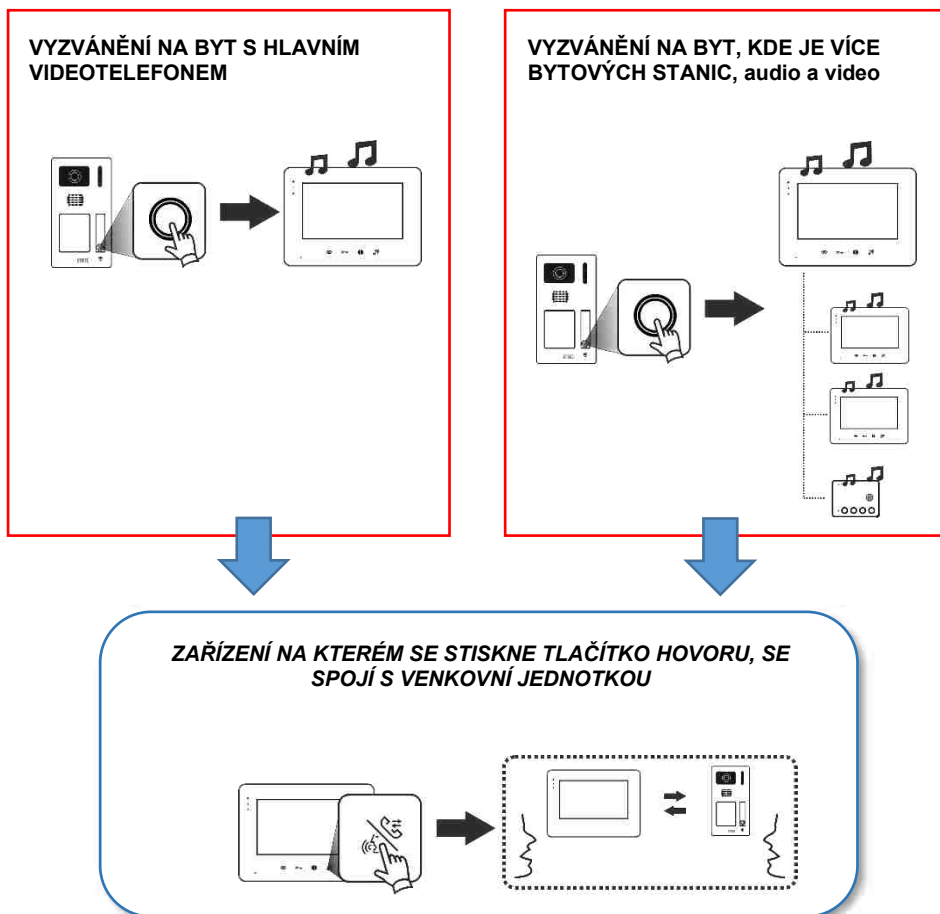 VYZVÁNĚNÍ NA BYT S HLAVNÍM
VIDEOTELEFONEM
VYZVÁNĚNÍ NA BYT, KDE JE VÍCE
BYTOVÝCH STANIC, audio a video
ZAŘÍZENÍ NA KTERÉM SE STISKNE TLAČÍTKO HOVORU, SE
SPOJÍ S VENKOVNÍ JEDNOTKOU